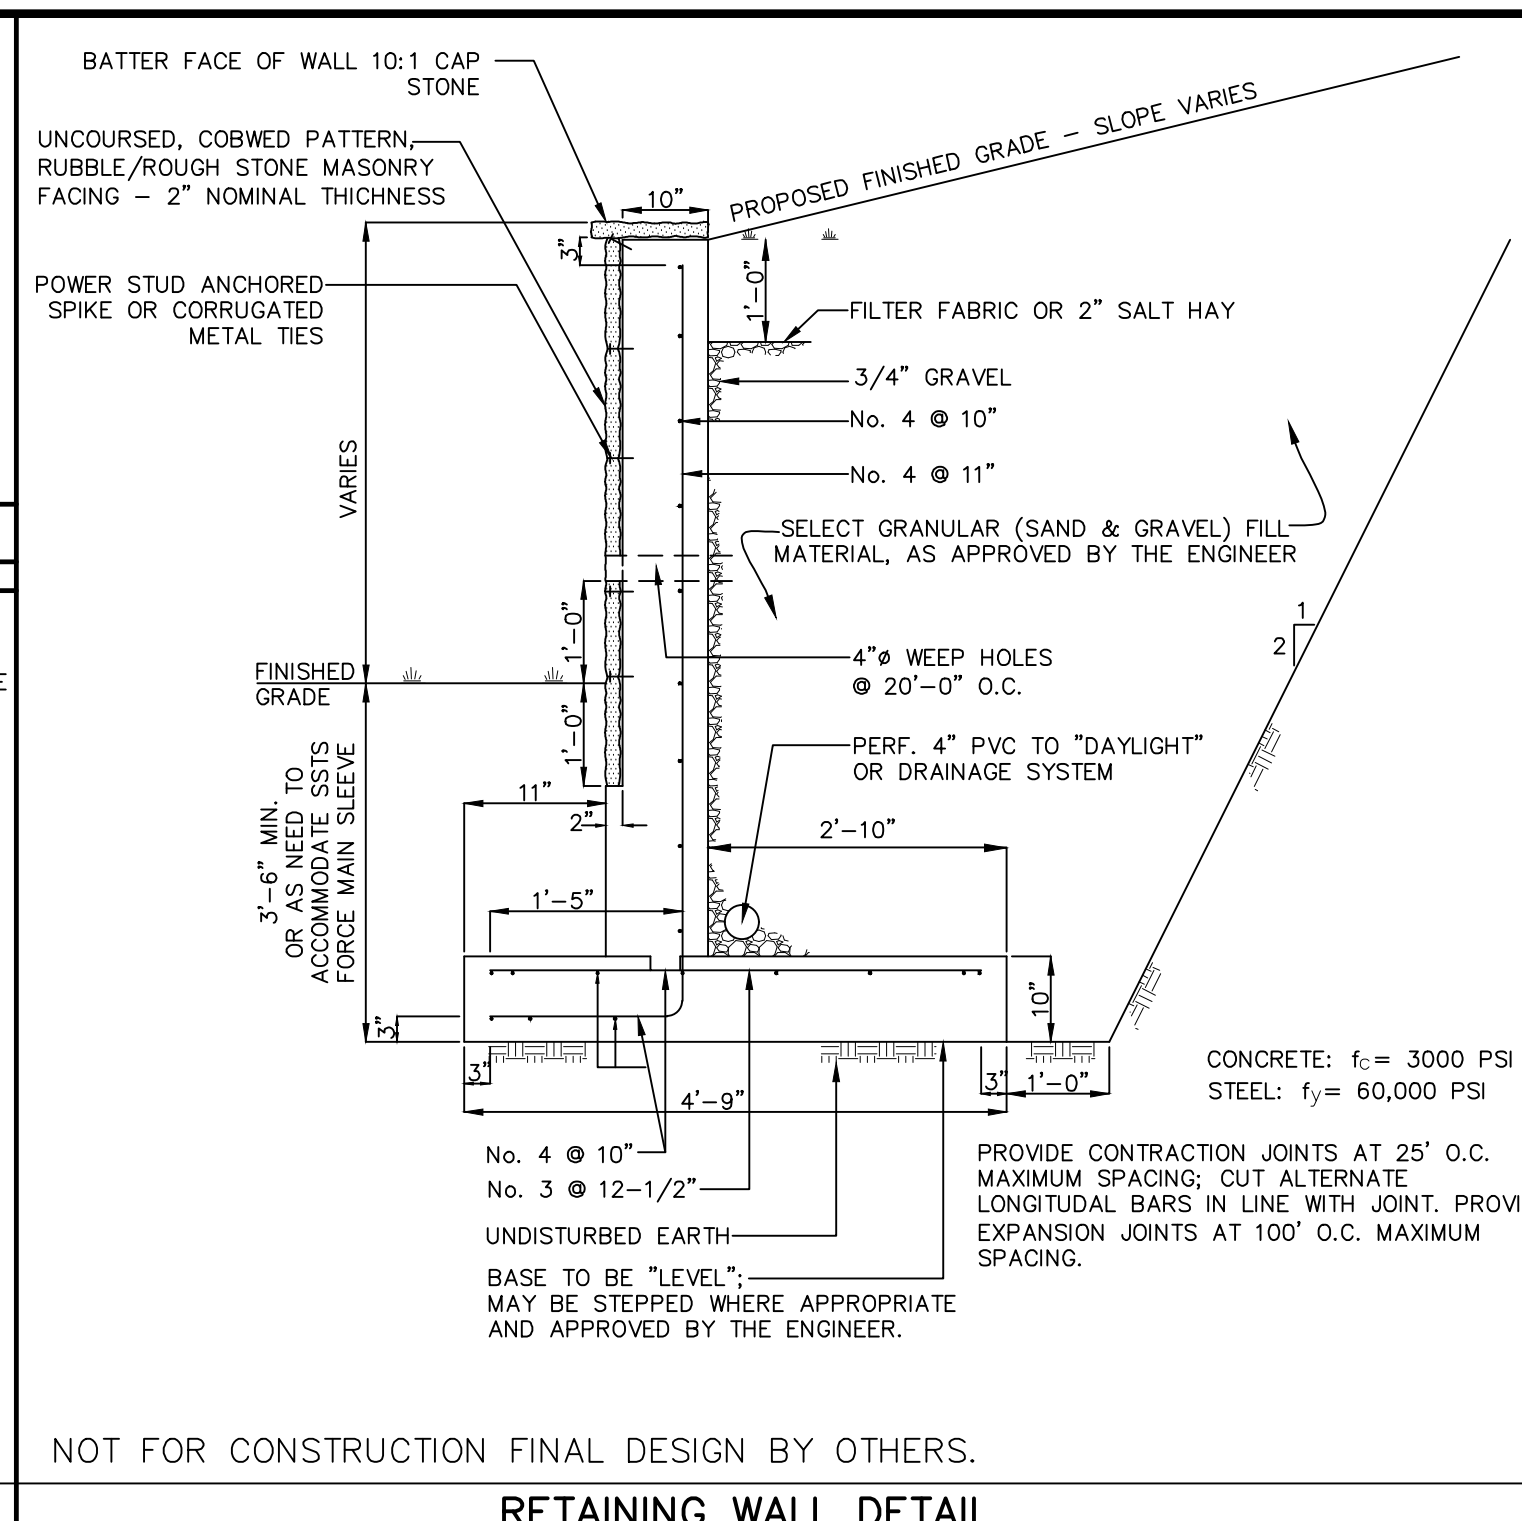 BATTER FACE OF WALL 10:1 CAP
STONE
UNCOURSED, COBWED PATTERN,
RUBBLE/ROUGH STONE MASONRY
FACING – 2" NOMINAL THICHNESS
POWER STUD ANCHORED
SPIKE OR CORRUGATED
METAL TIES
10"
PROPOSED FINISHED GRADE – SLOPE VARIES
3"
1'-0"
FILTER FABRIC OR 2" SALT HAY
3/4" GRAVEL
No. 4 @ 10"
No. 4 @ 11"
VARIES
SELECT GRANULAR (SAND & GRAVEL) FILL
MATERIAL, AS APPROVED BY THE ENGINEER
1
2
1'-0"
4"ø WEEP HOLES
@ 20'-0" O.C.
FINISHED
GRADE
E
1'-0"
PERF. 4" PVC TO "DAYLIGHT"
OR DRAINAGE SYSTEM
3'-6" MIN.
OR AS NEED TO
ACCOMMODATE SSTS
FORCE MAIN SLEEVE
11"
2"
2'-10"
1'-5"
10"
3"
3"
3"
1'-0"
4'-9"
CONCRETE: fc= 3000 PSI
STEEL: fy= 60,000 PSI
No. 4 @ 10"
No. 3 @ 12-1/2"
UNDISTURBED EARTH
BASE TO BE "LEVEL";
MAY BE STEPPED WHERE APPROPRIATE
AND APPROVED BY THE ENGINEER.
PROVIDE CONTRACTION JOINTS AT 25' O.C.
MAXIMUM SPACING; CUT ALTERNATE
LONGITUDAL BARS IN LINE WITH JOINT. PROVI
EXPANSION JOINTS AT 100' O.C. MAXIMUM
SPACING.
NOT FOR CONSTRUCTION FINAL DESIGN BY OTHERS.
RETAINING WALL DETAIL